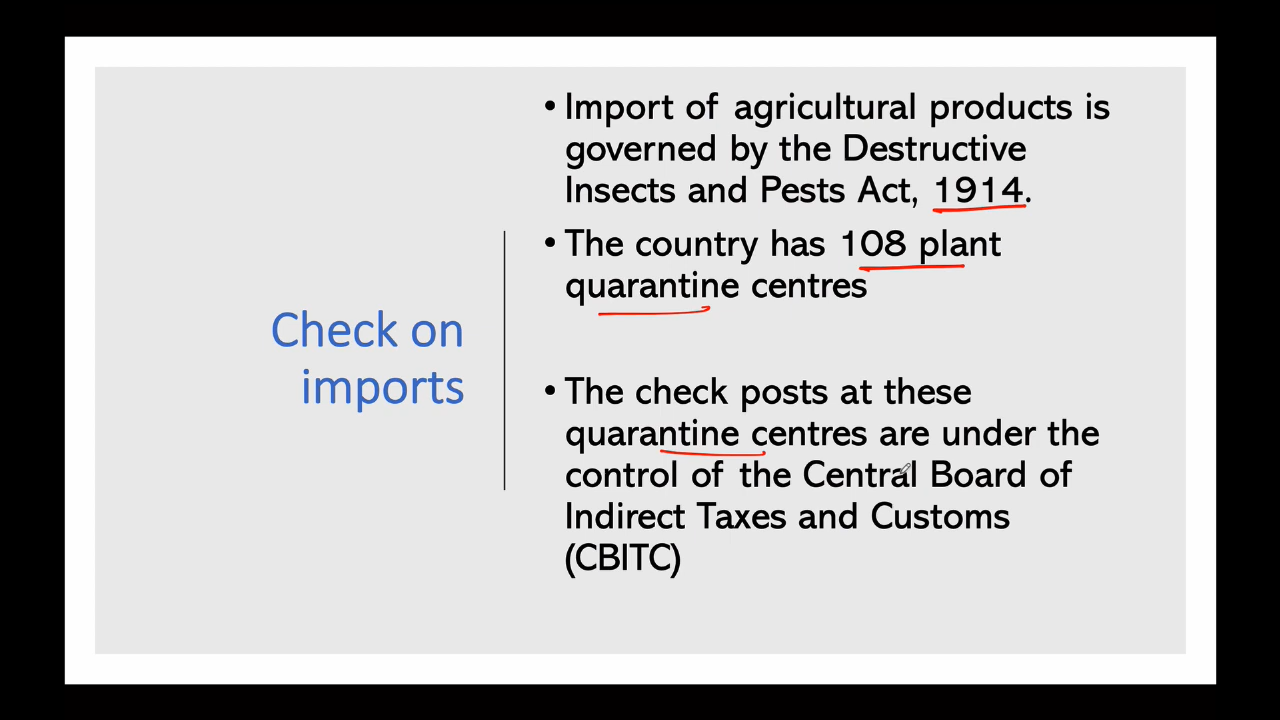 Check on
imports
• Import of agricultural products is
governed by the Destructive
Insects and Pests Act, 1914.
• The country has 108 plant
quarantine centres
• The check posts at these
quarantine centres are under the
control of the Central Board of
Indirect Taxes and Customs
(CBITC)